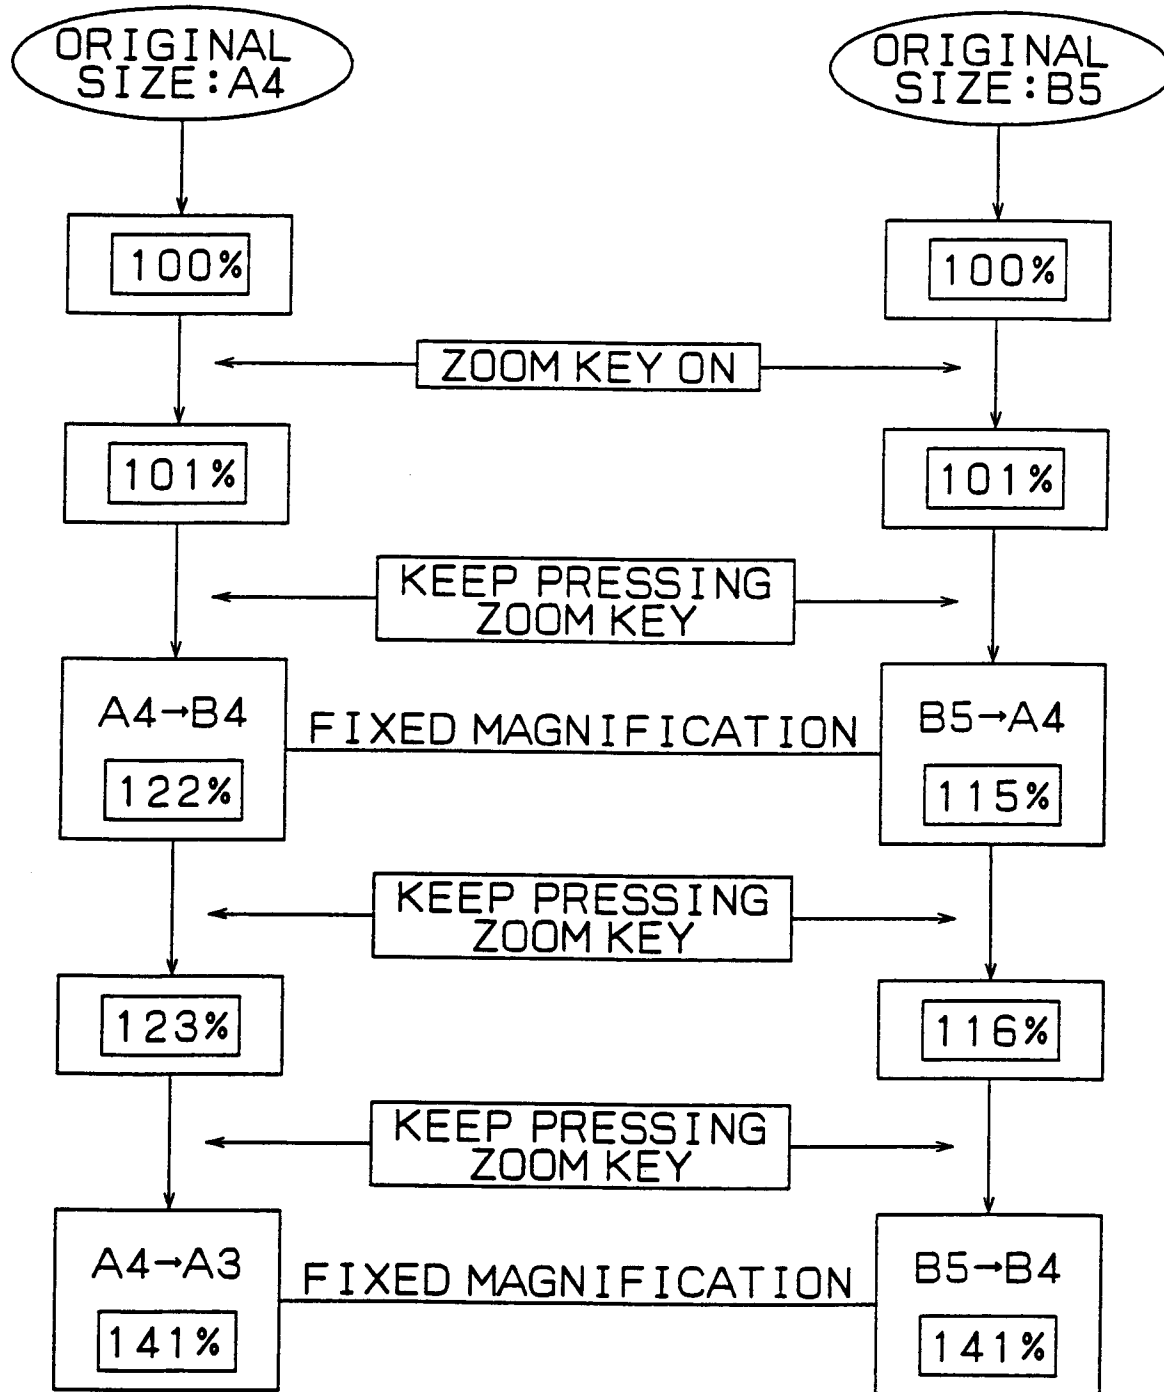 ORIGINAL
SIZE:A4
ORIGINAL
SIZE:B5
100%
100%
ZOOM KEY ON
101%
101%
KEEP PRESSING
ZOOM KEY
A4→B4
122%
FIXED MAGNIFICATION
B5→A4
115%
KEEP PRESSING
ZOOM KEY
123%
116%
KEEP PRESSING
ZOOM KEY
A4→A3
141%
FIXED MAGNIFICATION
B5→B4
141%